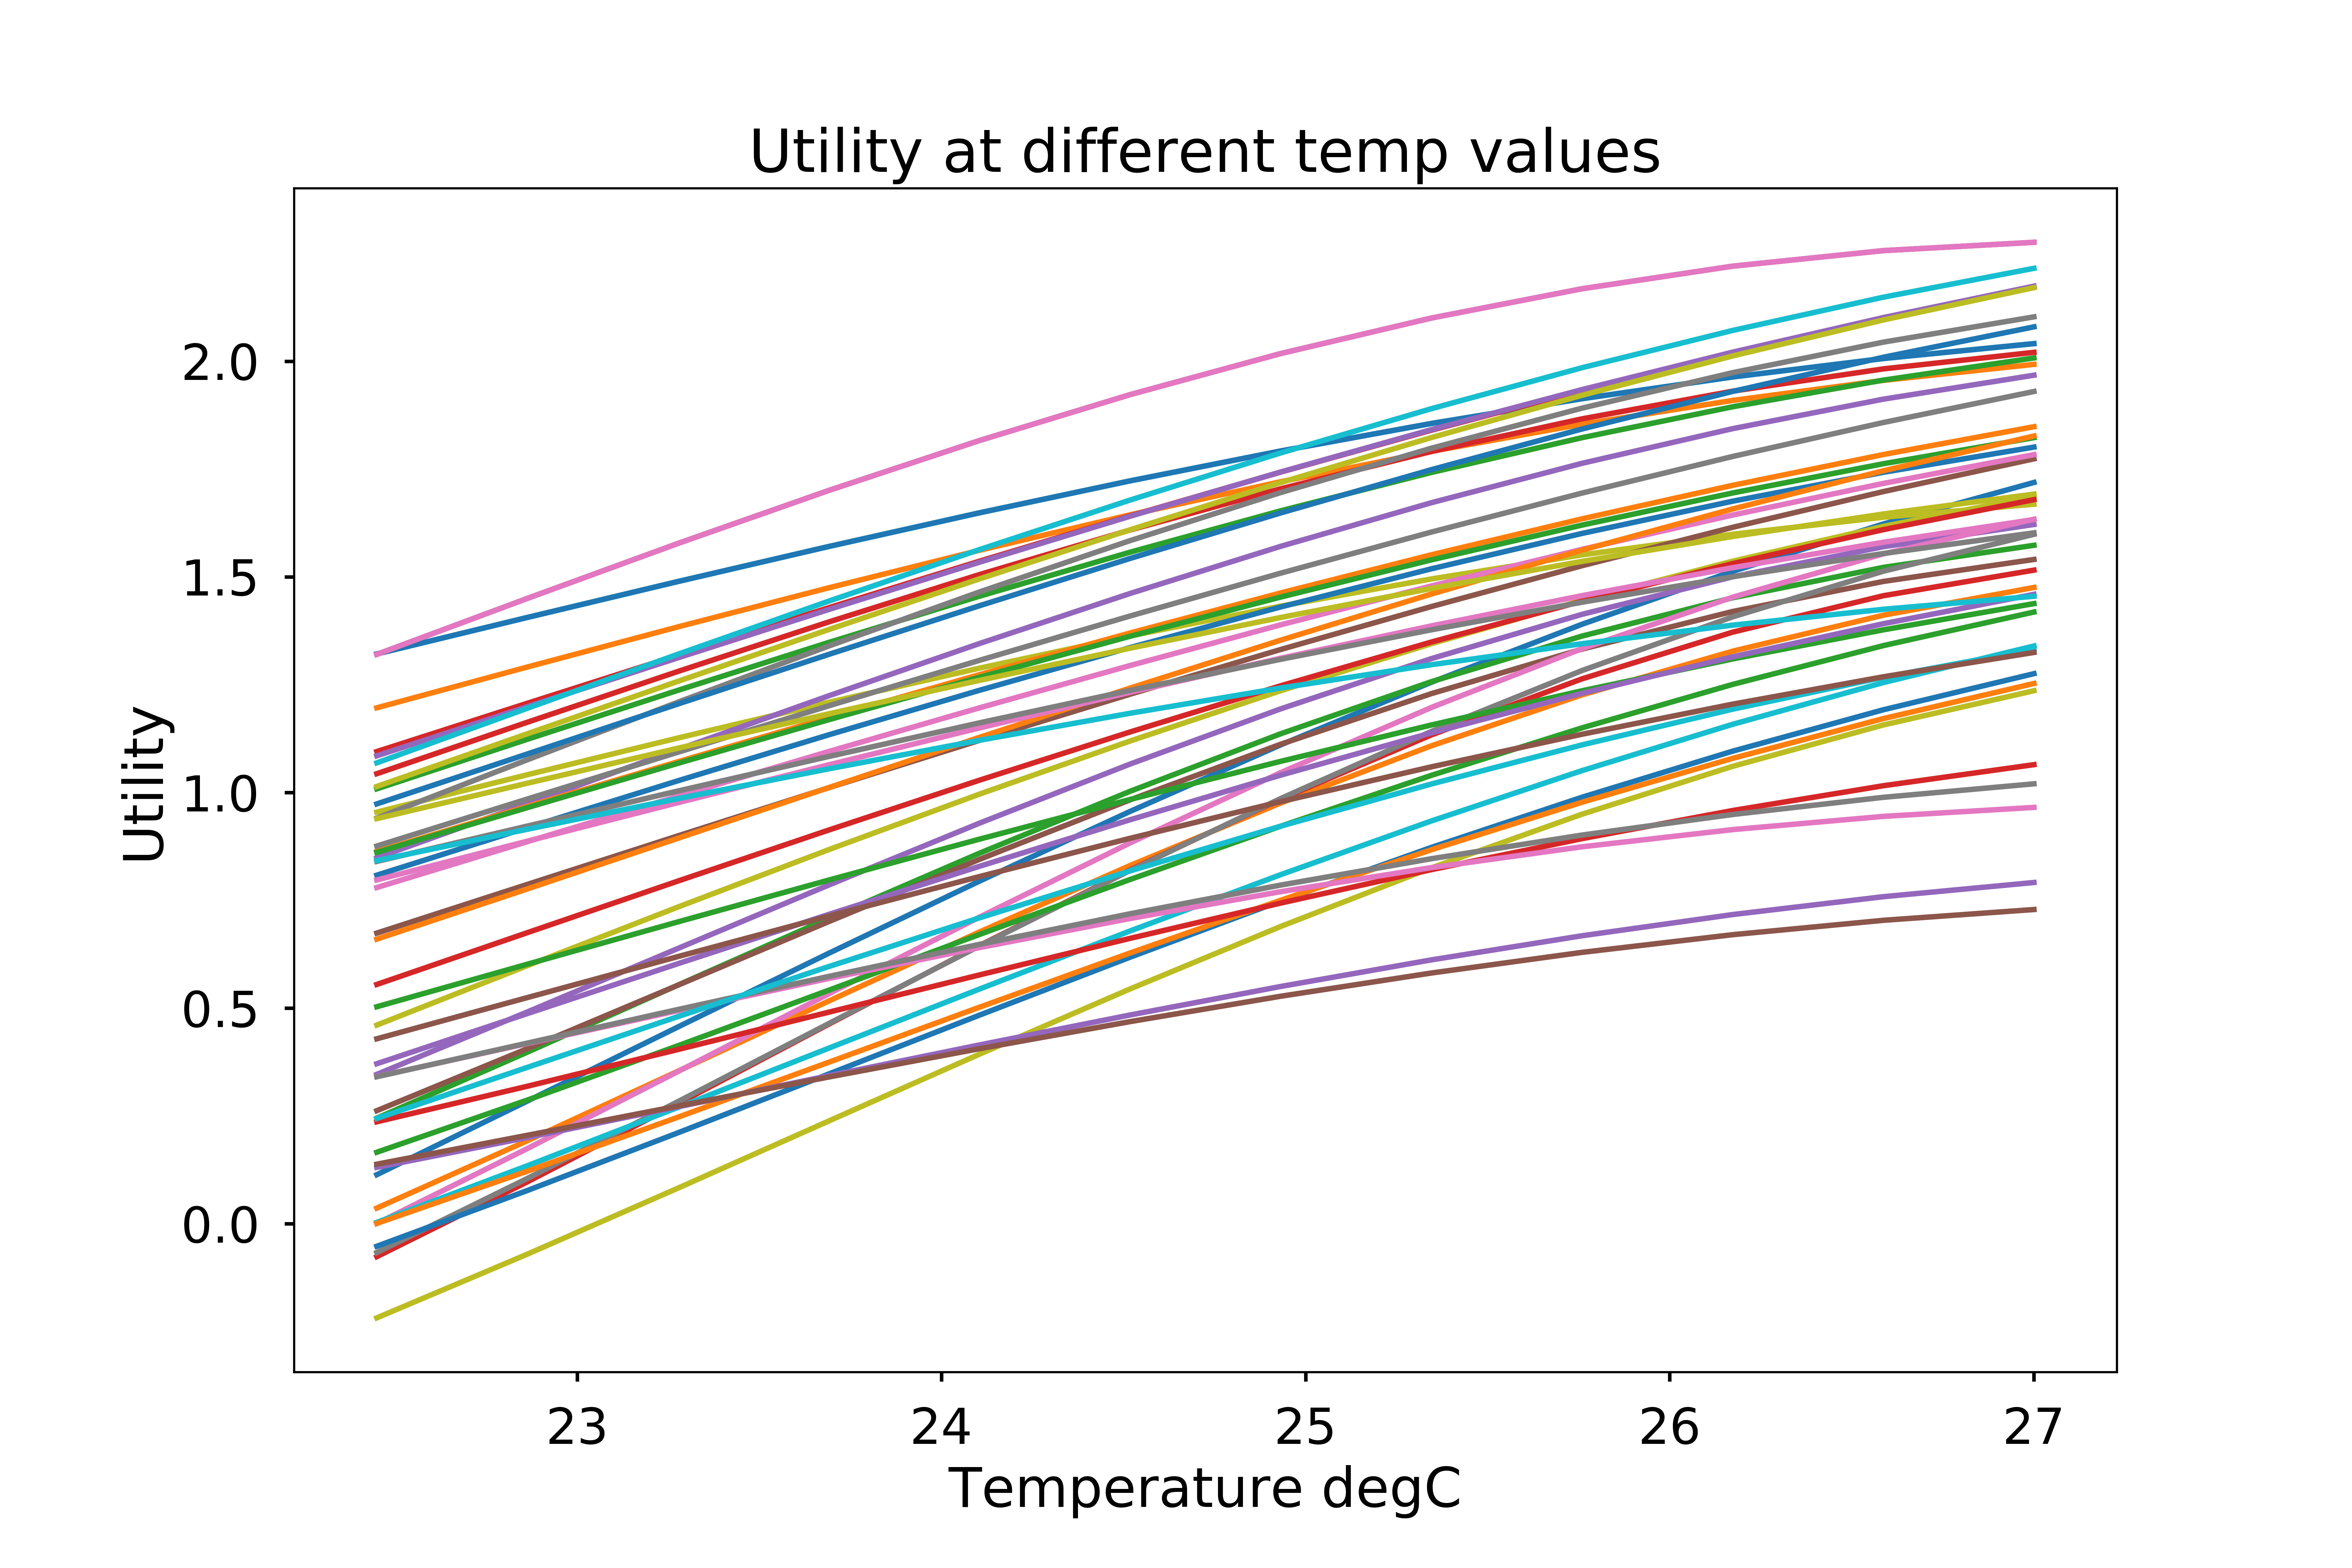 Utility at different temp values
Utility
2.0
1.5
1.0
0.5
0.0
23 24 25 26 27
Temperature degC